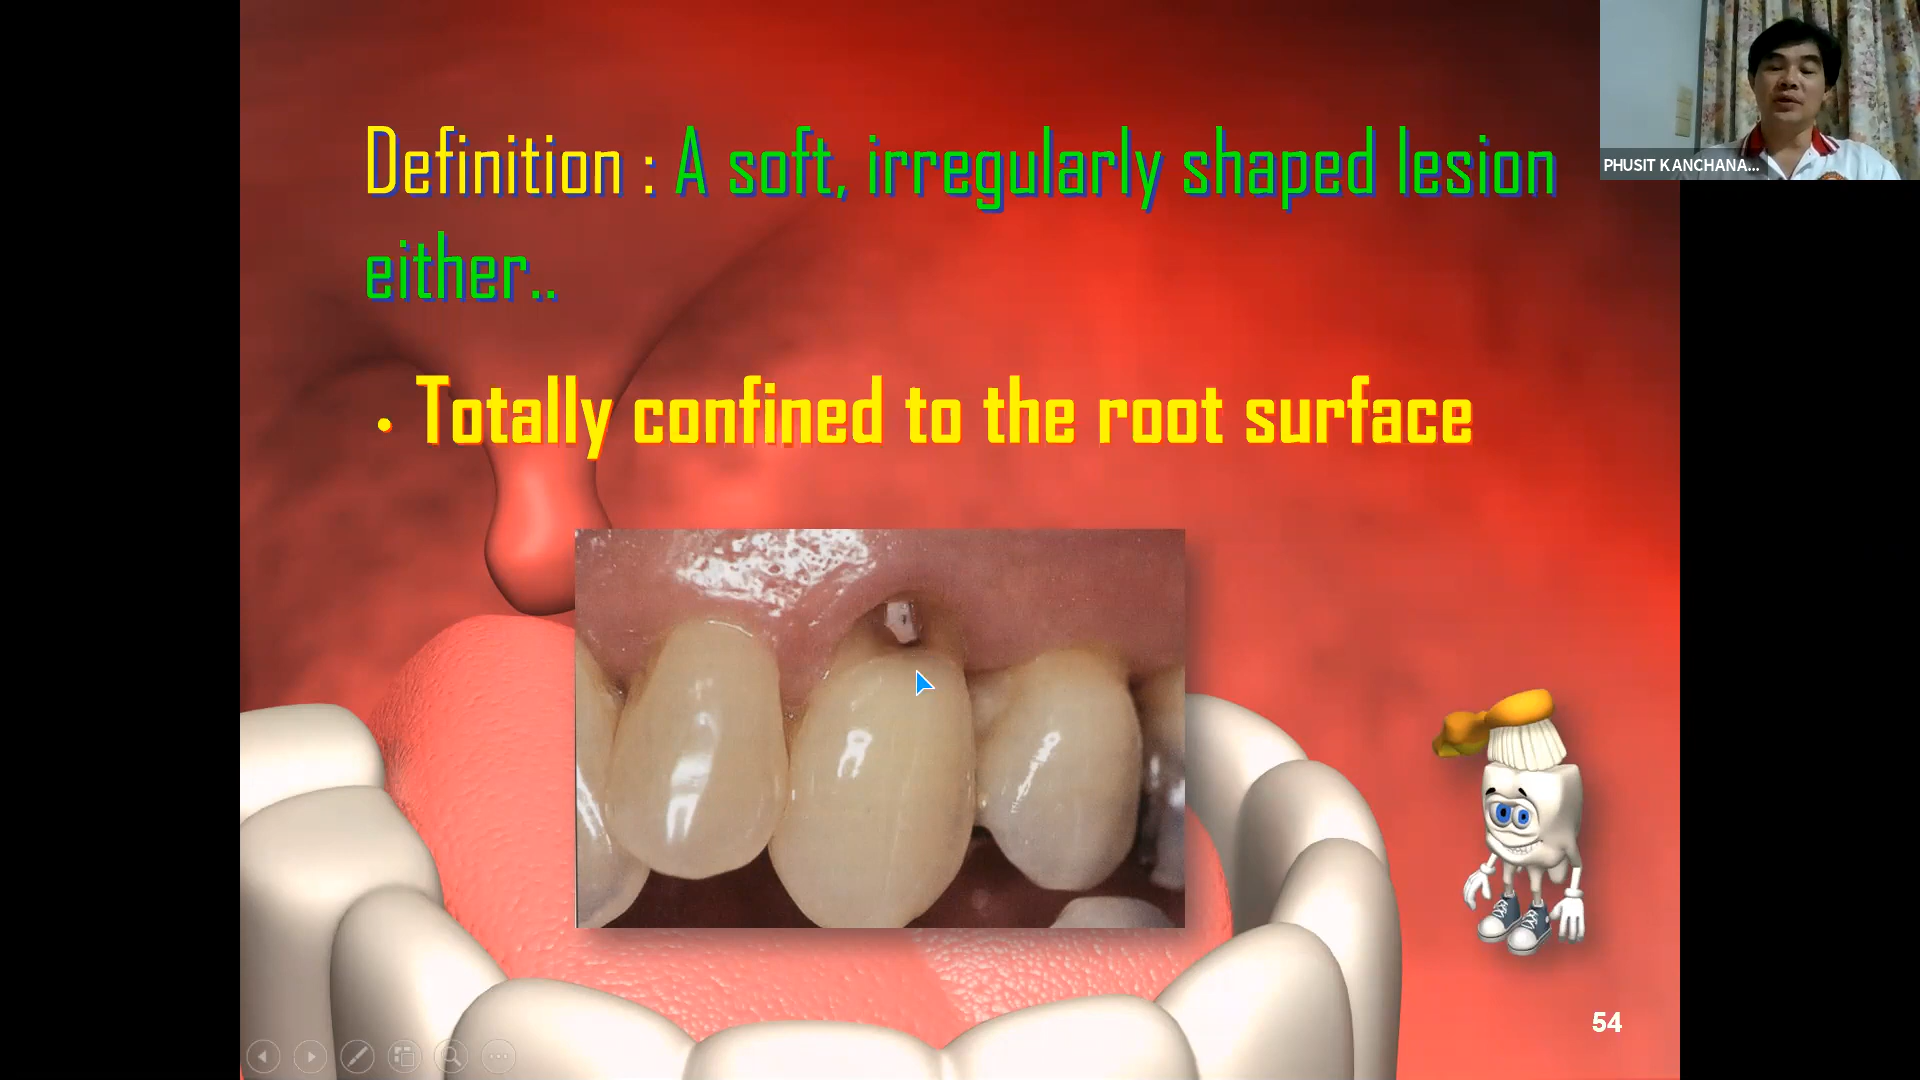 Definition : A soft, irregularly shaped lesion
either..
• Totally confined to the root surface
PHUSIT KANCHANA...
54